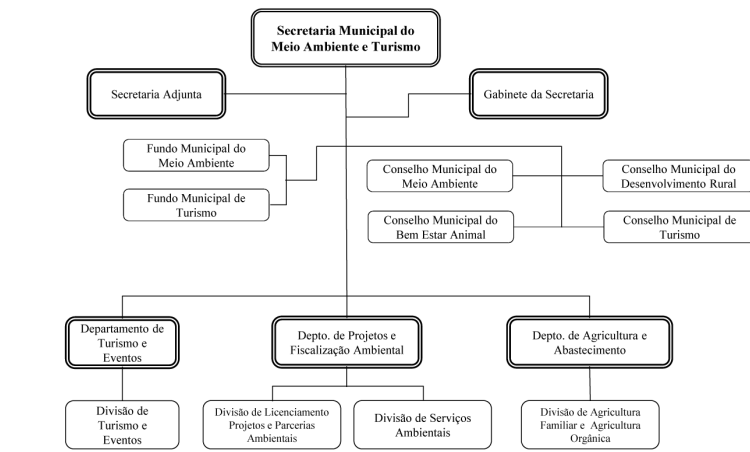 Secretaria Municipal do
Meio Ambiente e Turismo
Secretaria Adjunta
Gabinete da Secretaria
Fundo Municipal do
Meio Ambiente
Fundo Municipal de
Turismo
Conselho Municipal do
Meio Ambiente
Conselho Municipal do
Desenvolvimento Rural
Conselho Municipal do
Bem Estar Animal
Conselho Municipal de
Turismo
Departamento de
Turismo e
Eventos
Depto. de Projetos e
Fiscalização Ambiental
Depto. de Agricultura e
Abastecimento
Divisão de
Turismo e
Eventos
Divisão de Licenciamento
Projetos e Parcerias
Ambientais
Divisão de Serviços
Ambientais
Divisão de Agricultura
Familiar e Agricultura
Orgânica